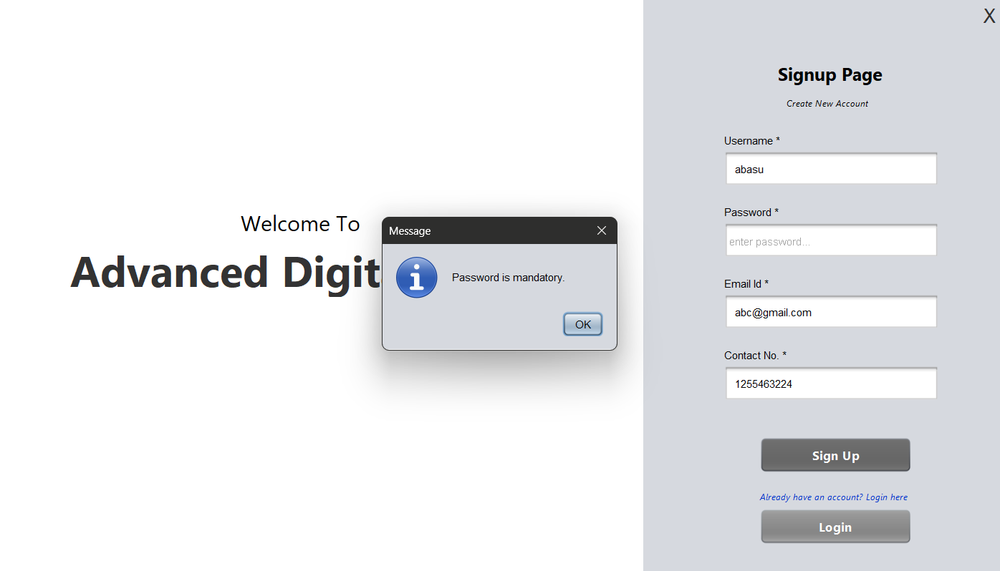 Welcome To
Advanced
Message
Password is mandatory.
OK
X
Signup Page
Create New Account
Username *
abasu
Password *
enter password...
Email Id *
abc@gmail.com
Contact No. *
1255463224
Sign Up
Already have an account? Login here
Login